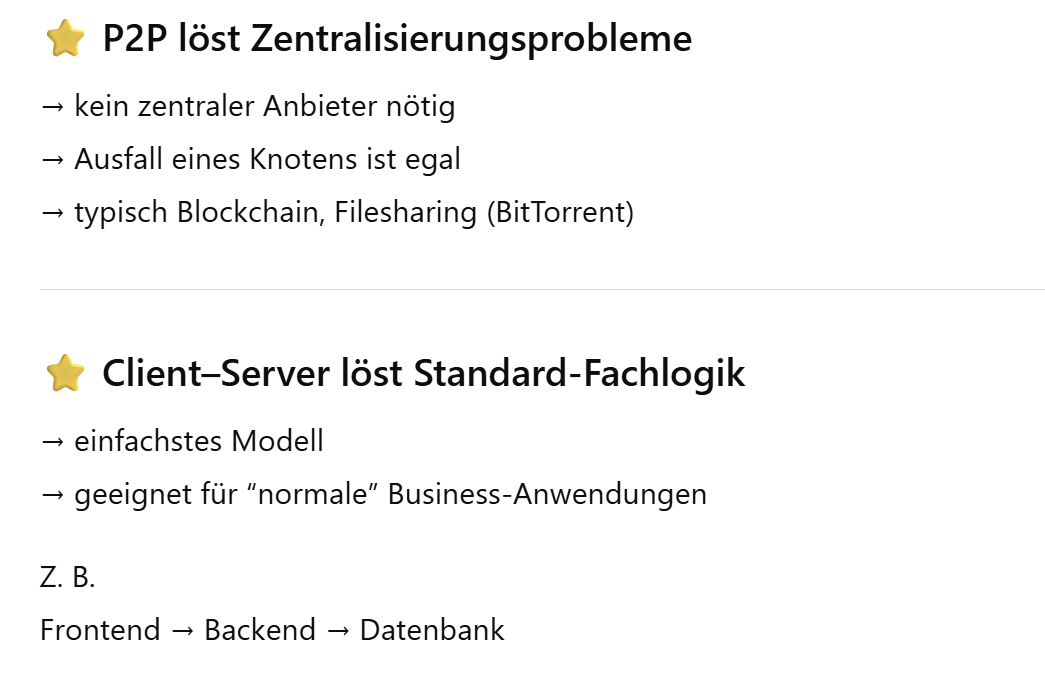 ⭐ P2P löst Zentralisierungsprobleme
→ kein zentraler Anbieter nötig
→ Ausfall eines Knotens ist egal
→ typisch Blockchain, Filesharing (BitTorrent)
⭐ Client–Server löst Standard-Fachlogik
→ einfachstes Modell
→ geeignet für “normale” Business-Anwendungen
Z. B.
Frontend → Backend → Datenbank